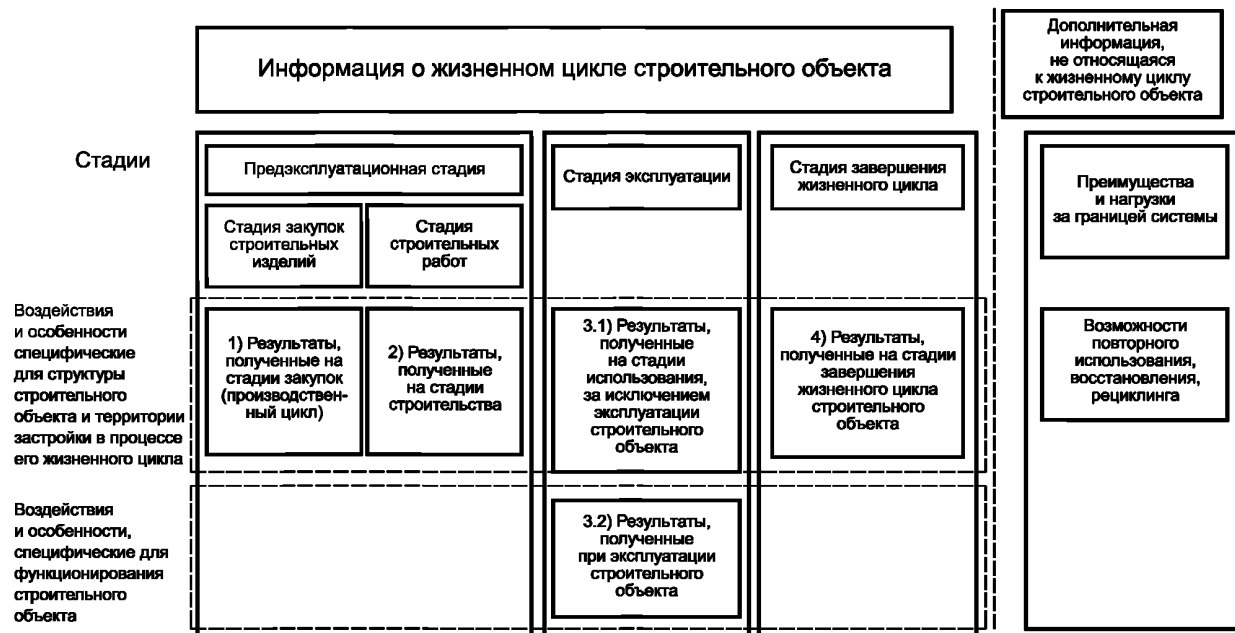 Информация о жизненном цикле строительного объекта
Дополнительная
информация,
не относящаяся
к жизненному циклу
строительного объекта
Стадии
Предэксплуатационная стадия
Стадия закупок
строительных
изделий
Стадия
строительных
работ
Стадия эксплуатации
Стадия завершения
жизненного цикла
Преимущества
и нагрузки
за границей системы
Воздействия
и особенности
специфические
для структуры
строительного
объекта и территории
застройки в процессе
его жизненного цикла
1) Результаты,
полученные на
стадии закупок
(производствен-
ный цикл)
2) Результаты,
полученные
на стадии
строительства
3.1) Результаты,
полученные
на стадии
использования,
за исключением
эксплуатации
строительного
объекта
4) Результаты,
полученные на стадии
завершения
жизненного цикла
строительного
объекта
Возможности
повторного
использования,
восстановления,
рециклинга
Воздействия
и особенности,
специфические для
функционирования
строительного
объекта
3.2) Результаты,
полученные
при эксплуатации
строительного
объекта